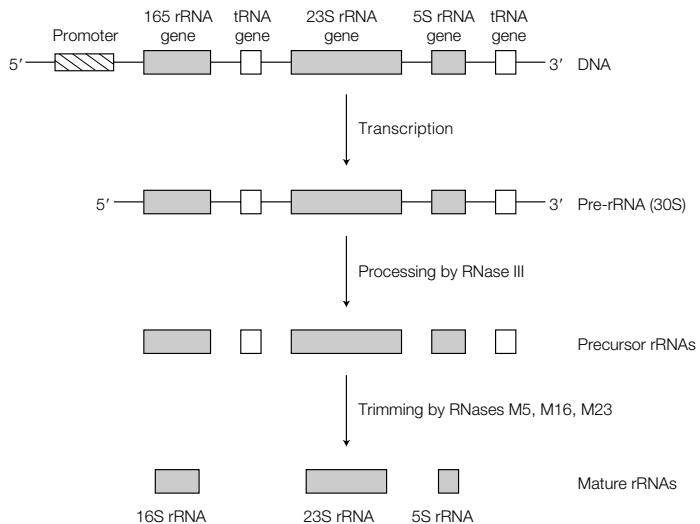 165 rRNA gene
tRNA gene
23S rRNA gene
5S rRNA gene
tRNA gene
Promoter
5′
3′
DNA
Transcription
5′
3′
Pre-rRNA (30S)
Processing by RNase III
Precursor rRNAs
Trimming by RNases M5, M16, M23
Mature rRNAs
16S rRNA
23S rRNA
5S rRNA